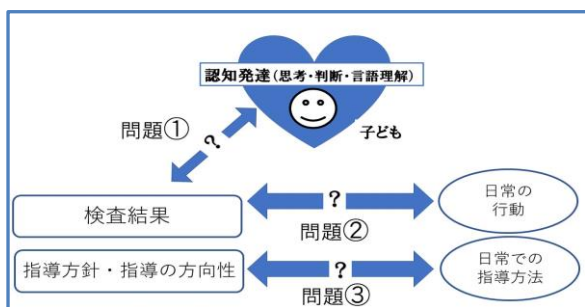 認知発達(思考・判断・言語理解)
子ども
問題①
?
検査結果
?
問題②
日常の
行動
指導方針・指導の方向性
?
問題③
日常での
指導方法